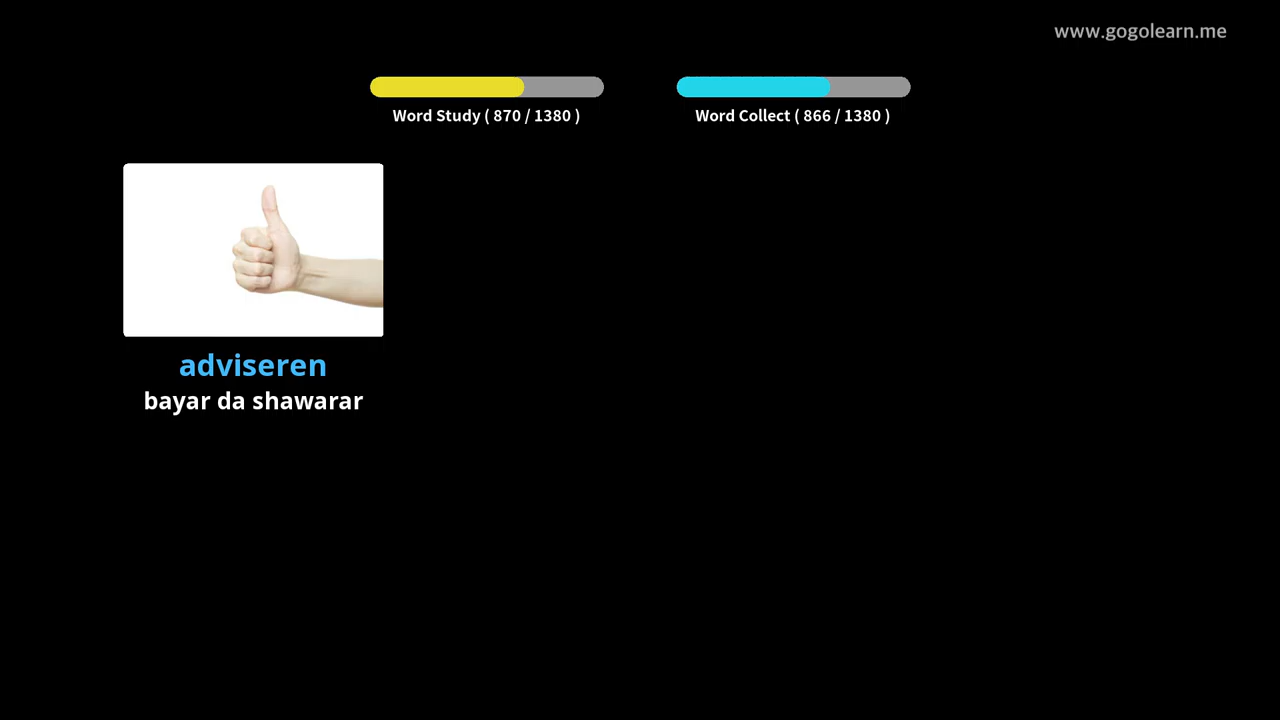 www.gogolearn.me
Word Study ( 870 / 1380 )
Word Collect ( 866 / 1380 )
adviseren
bayar da shawarar